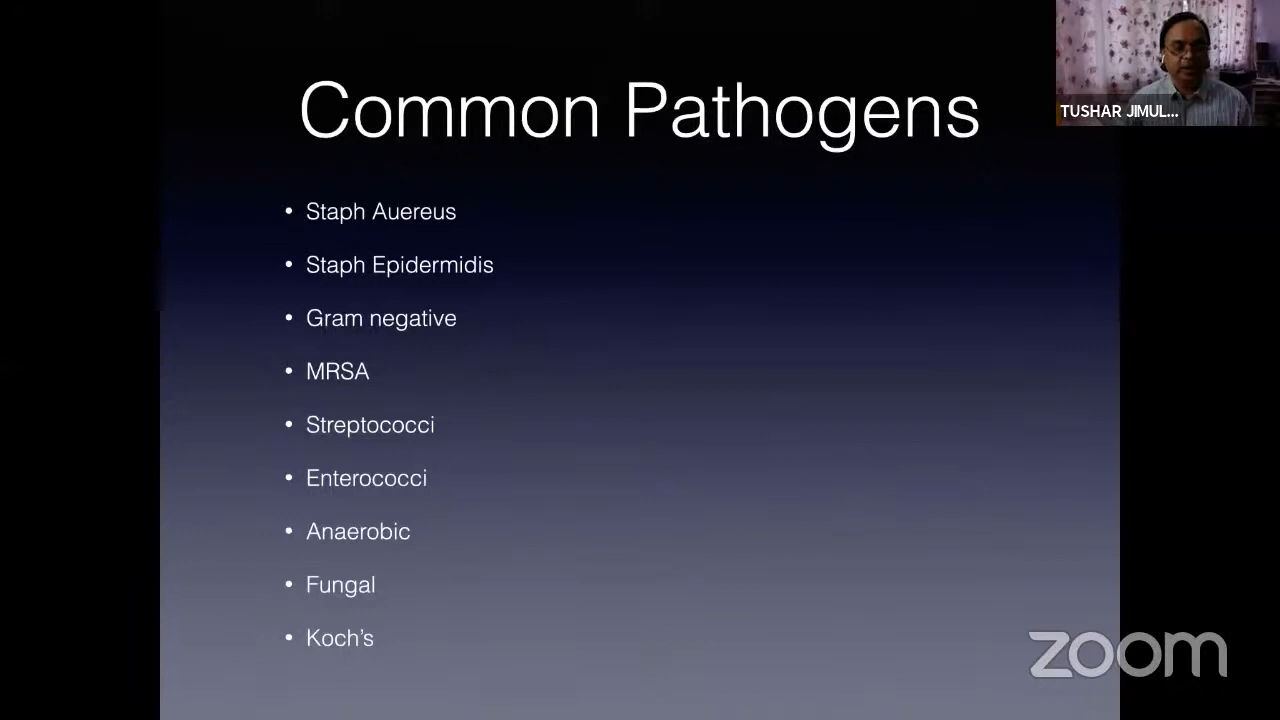 Common Pathogens
TUSHAR JIMUL...
• Staph Auereus
• Staph Epidermidis
• Gram negative
• MRSA
• Streptococci
• Enterococci
• Anaerobic
• Fungal
• Koch's
zoom